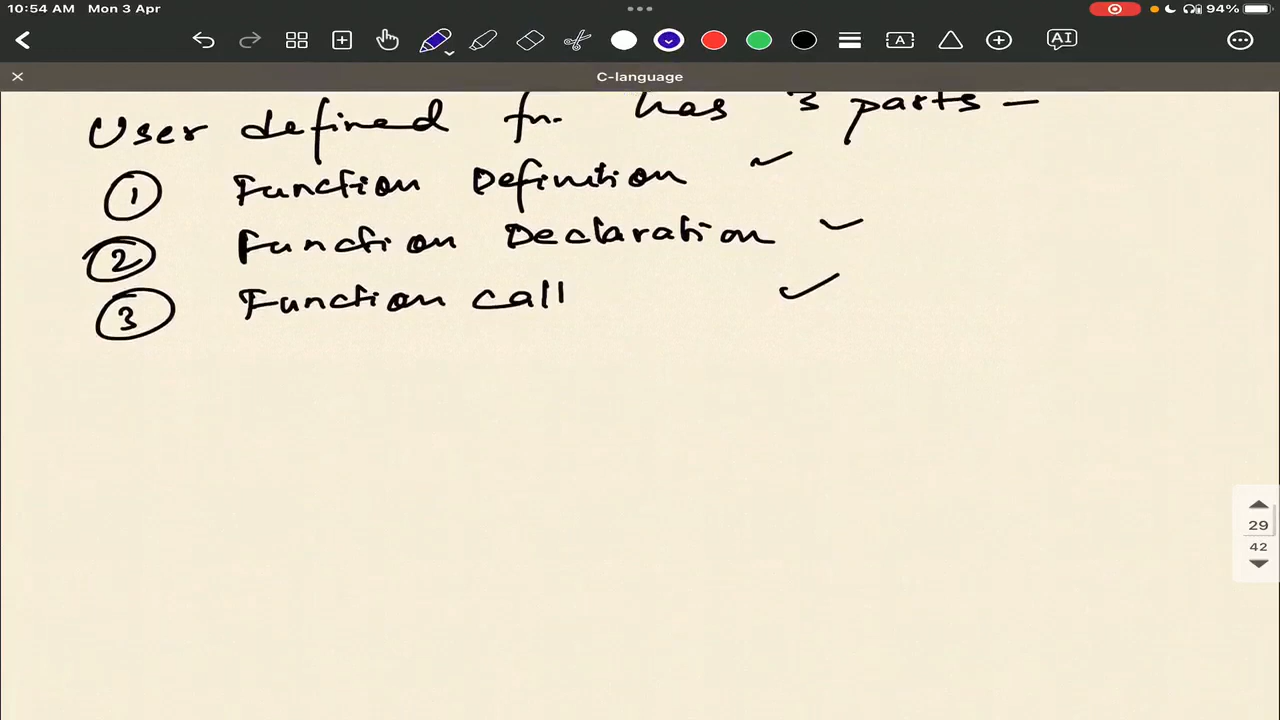 10:54 AM Mon 3 Apr
94%
A
AI
C-language
User defined fn. has 3 parts –
1 Function Definition ✓
2 Function Declaration ✓
3 Function call ✓
29
42